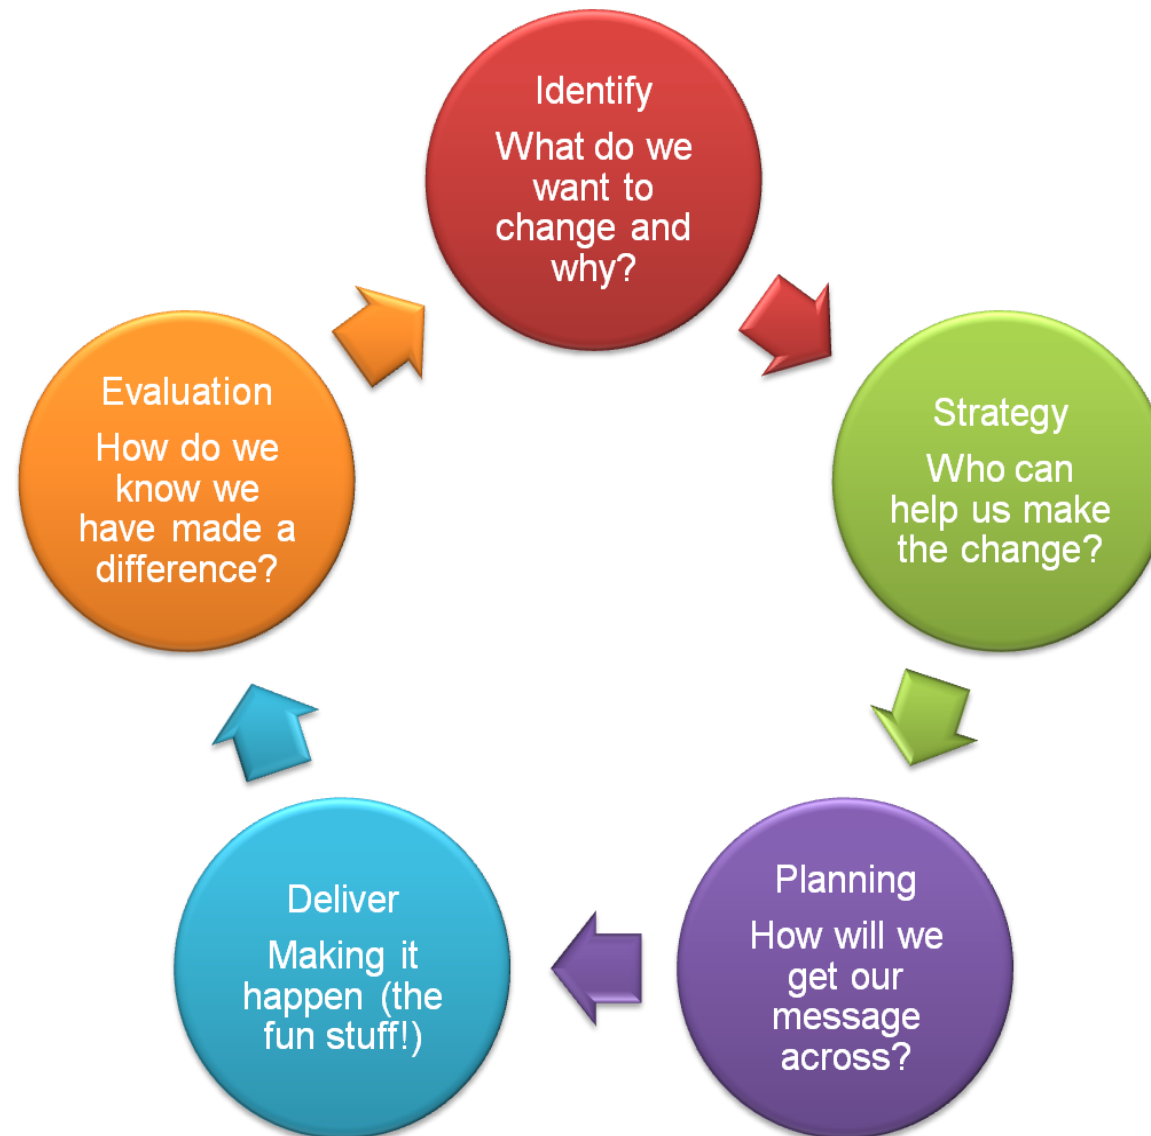 Identify
What do we
want to
change and
why?
Strategy
Who can
help us make
the change?
Planning
How will we
get our
message
across?
Deliver
Making it
happen (the
fun stuff!)
Evaluation
How do we
know we
have made a
difference?